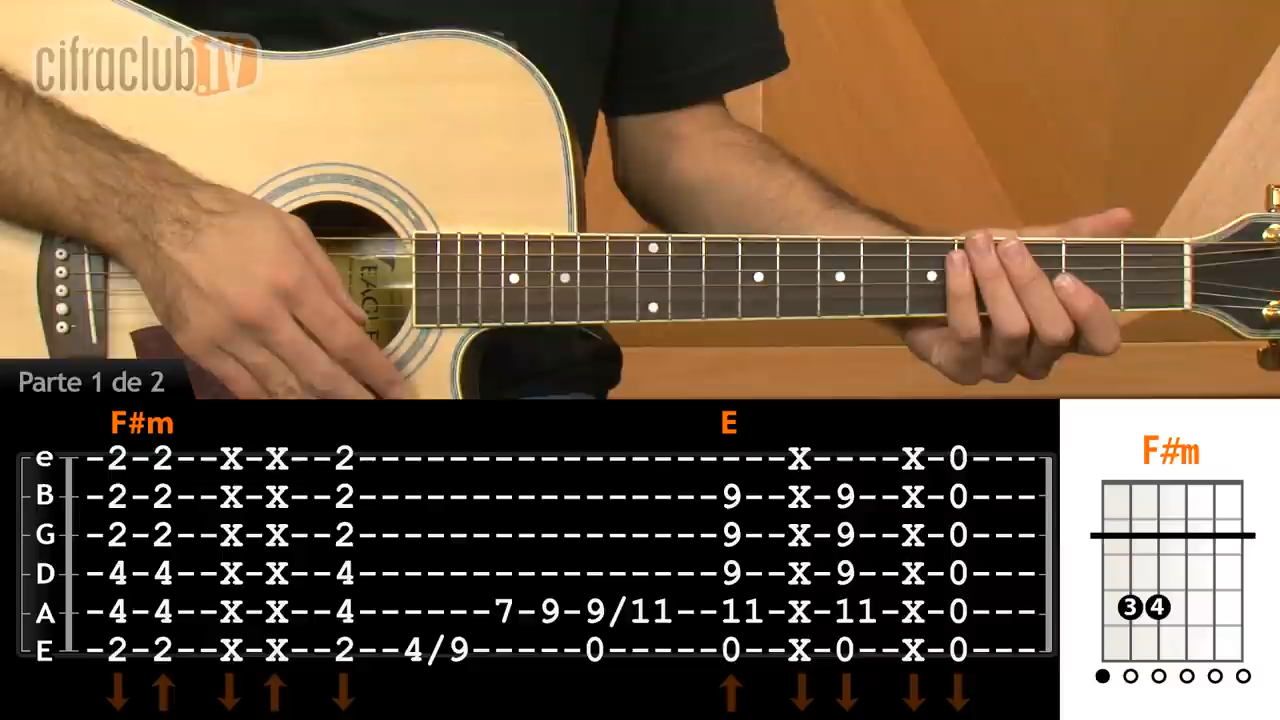 cifraclub.TV
EAGLE
Parte 1 de 2
F#m E
e -2-2--x-x--2-------------------x----x-0---
B -2-2--x-x--2----------------9--x-9--x-0---
G -2-2--x-x--2----------------9--x-9--x-0---
D -4-4--x-x--4----------------9--x-9--x-0---
A -4-4--x-x--4------7-9-9/11--11-x-11-x-0---
E -2-2--x-x--2--4/9-----0-----0--x-0--x-0---
F#m
3 4